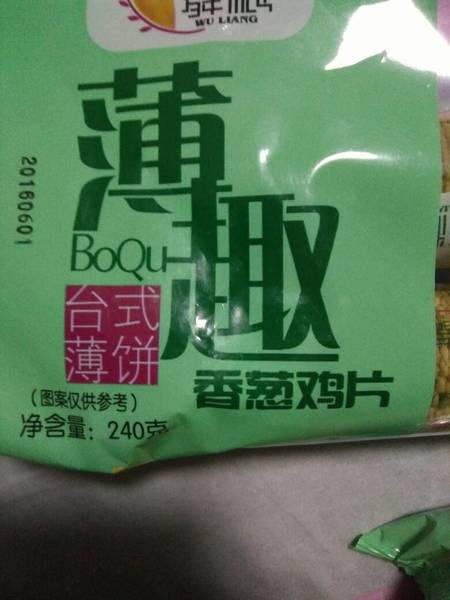 WU LIANG
薄趣
BoQu
20160601
台式
薄饼
香葱鸡片
(图案仅供参考)
净含量: 240克